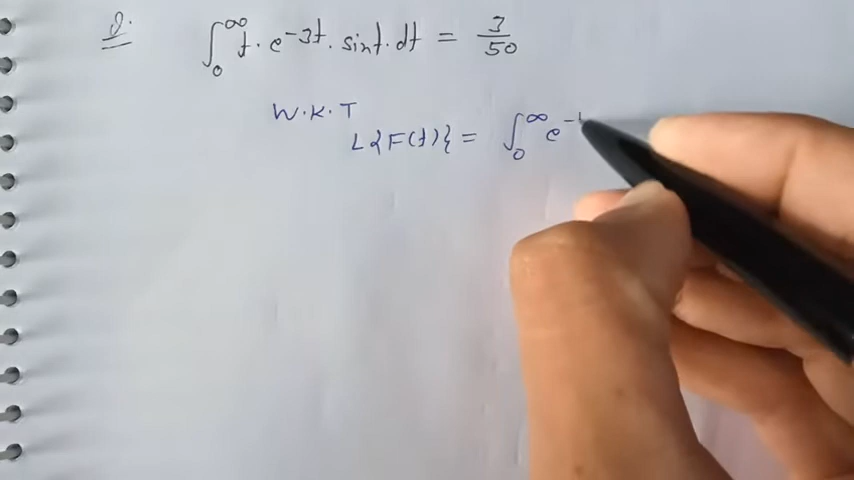 Q.
∫₀^∞ t · e^-3t · sint · dt = 3/50
W.K.T
L{F(t)} = ∫₀^∞ e^-